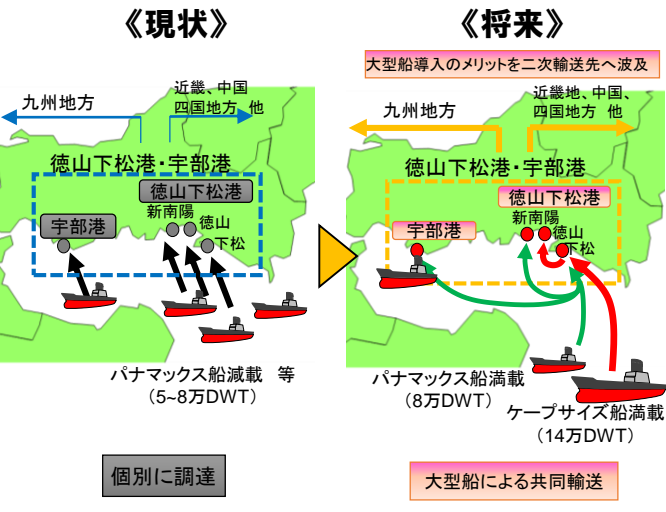 《現状》
九州地方
近畿、中国
四国地方 他
徳山下松港・宇部港
徳山下松港
宇部港
新南陽
徳山
下松
パナマックス船減載 等
（5~8万DWT）
個別に調達
《将来》
大型船導入のメリットを二次輸送先へ波及
九州地方
近畿地、中国、
四国地方 他
徳山下松港・宇部港
徳山下松港
宇部港
新南陽
徳山
下松
パナマックス船満載
（8万DWT）
ケープサイズ船満載
（14万DWT）
大型船による共同輸送